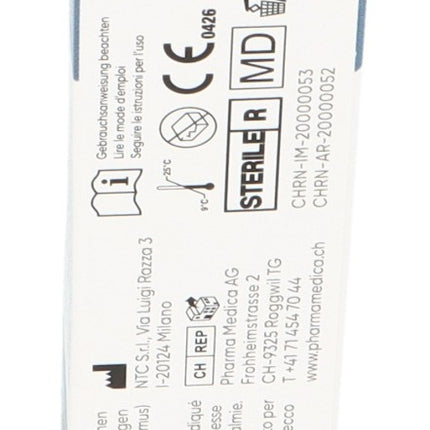 Gebrauchsanweisung beachten
Lire le mode d'emploi
Seguire le istruzioni per l'uso
0426
9°C
25°C
STERILE R
MD
CHRN-IM-20000053
CHRN-AR-20000052
NTC S.r.l., Via Luigi Razza 3
I-20124 Milano
CH REP
Pharma Medica AG
Frohheimstrasse 2
CH-9325 Roggwil TG
T +41 71 454 70 44
www.pharmamedica.ch